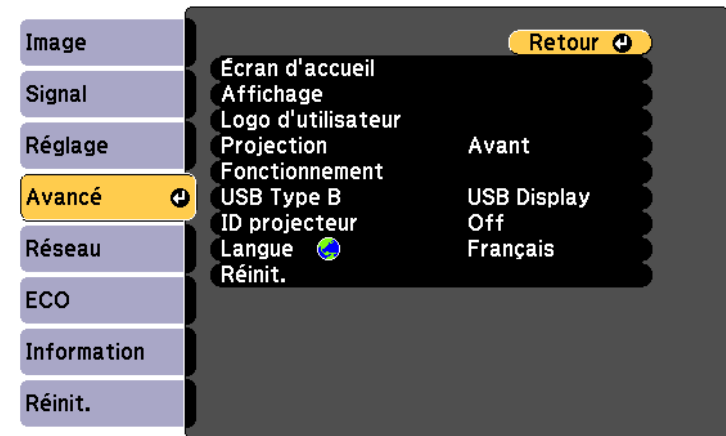 Image
Signal
Réglage
Avancé
Réseau
ECO
Information
Réinit.
Retour
Écran d'accueil
Affichage
Logo d'utilisateur
Projection Avant
Fonctionnement
USB Type B USB Display
ID projecteur Off
Langue Français
Réinit.